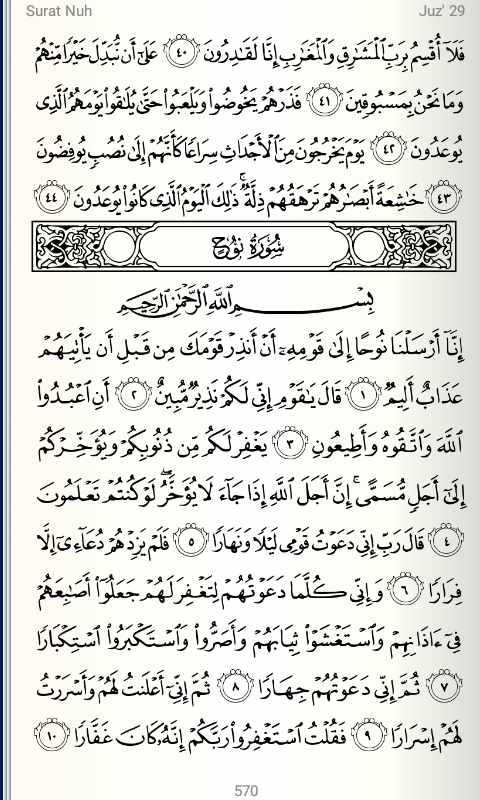 Surat Nuh
Juz' 29
فَلَآ أُقْسِمُ بِرَبِّ ٱلْمَشَٰرِقِ وَٱلْمَغَٰرِبِ إِنَّا لَقَٰدِرُونَ ٤٠ عَلَىٰٓ أَن نُّبَدِّلَ خَيْرًا مِّنْهُمْ
وَمَا نَحْنُ بِمَسْبُوقِينَ ٤١ فَذَرْهُمْ يَخُوضُوا۟ وَيَلْعَبُوا۟ حَتَّىٰ يُلَٰقُوا۟ يَوْمَهُمُ ٱلَّذِى
يُوعَدُونَ ٤٢ يَوْمَ يَخْرُجُونَ مِنَ ٱلْأَجْدَاثِ سِرَاعًا كَأَنَّهُمْ إِلَىٰ نُصُبٍ يُوفِضُونَ
٤٣ خَٰشِعَةً أَبْصَٰرُهُمْ تَرْهَقُهُمْ ذِلَّةٌ ۚ ذَٰلِكَ ٱلْيَوْمُ ٱلَّذِى كَانُوا۟ يُوعَدُونَ ٤٤
سُورَةُ نُوحٍ
بِسْمِ ٱللَّهِ ٱلرَّحْمَٰنِ ٱلرَّحِيمِ
إِنَّآ أَرْسَلْنَا نُوحًا إِلَىٰ قَوْمِهِۦٓ أَنْ أَنذِرْ قَوْمَكَ مِن قَبْلِ أَن يَأْتِيَهُمْ
عَذَابٌ أَلِيمٌ ١ قَالَ يَٰقَوْمِ إِنِّى لَكُمْ نَذِيرٌ مُّبِينٌ ٢ أَنِ ٱعْبُدُوا۟
ٱللَّهَ وَٱتَّقُوهُ وَأَطِيعُونِ ٣ يَغْفِرْ لَكُم مِّن ذُنُوبِكُمْ وَيُؤَخِّرْكُمْ
إِلَىٰٓ أَجَلٍ مُّسَمًّى ۚ إِنَّ أَجَلَ ٱللَّهِ إِذَا جَآءَ لَا يُؤَخَّرُ ۖ لَوْ كُنتُمْ تَعْلَمُونَ
٤ قَالَ رَبِّ إِنِّى دَعَوْتُ قَوْمِى لَيْلًا وَنَهَارًا ٥ فَلَمْ يَزِدْهُمْ دُعَآءِىٓ إِلَّا
فِرَارًا ٦ وَإِنِّى كُلَّمَا دَعَوْتُهُمْ لِتَغْفِرَ لَهُمْ جَعَلُوٓا۟ أَصَٰبِعَهُمْ
فِىٓ ءَاذَانِهِمْ وَٱسْتَغْشَوْا۟ ثِيَابَهُمْ وَأَصَرُّوا۟ وَٱسْتَكْبَرُوا۟ ٱسْتِكْبَارًا
٧ ثُمَّ إِنِّى دَعَوْتُهُمْ جِهَارًا ٨ ثُمَّ إِنِّىٓ أَعْلَنتُ لَهُمْ وَأَسْرَرْتُ
لَهُمْ إِسْرَارًا ٩ فَقُلْتُ ٱسْتَغْفِرُوا۟ رَبَّكُمْ إِنَّهُۥ كَانَ غَفَّارًا ١٠
570